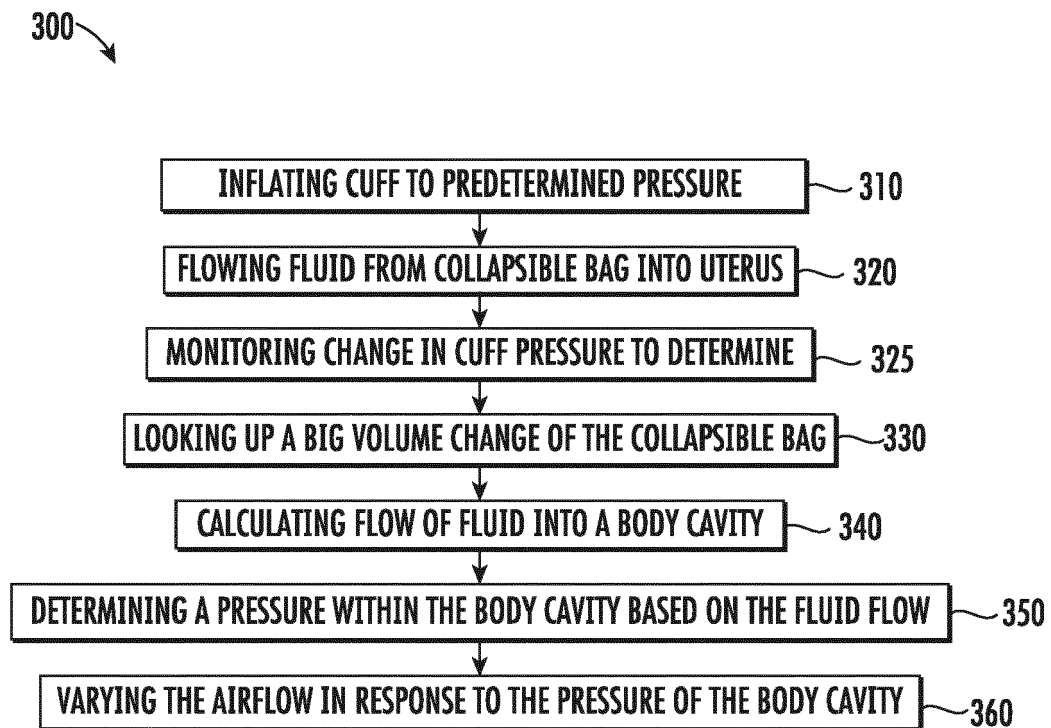 300
INFLATING CUFF TO PREDETERMINED PRESSURE 310
FLOWING FLUID FROM COLLAPSIBLE BAG INTO UTERUS 320
MONITORING CHANGE IN CUFF PRESSURE TO DETERMINE 325
LOOKING UP A BIG VOLUME CHANGE OF THE COLLAPSIBLE BAG 330
CALCULATING FLOW OF FLUID INTO A BODY CAVITY 340
DETERMINING A PRESSURE WITHIN THE BODY CAVITY BASED ON THE FLUID FLOW 350
VARYING THE AIRFLOW IN RESPONSE TO THE PRESSURE OF THE BODY CAVITY 360